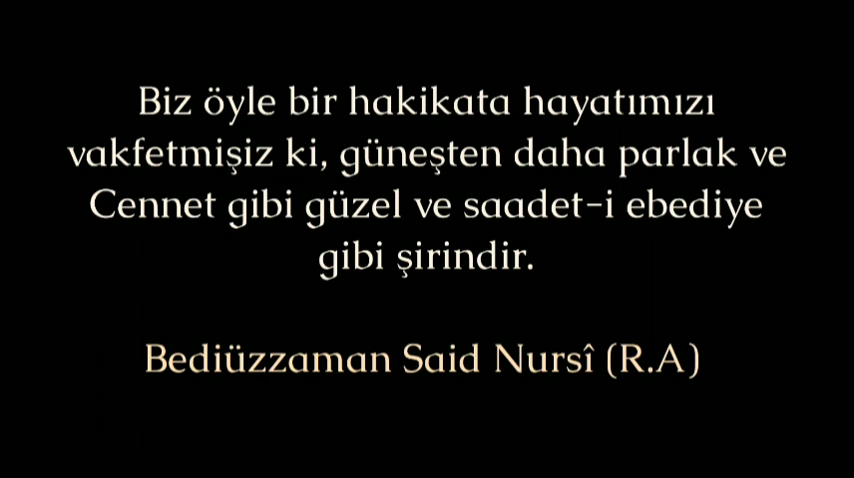 Biz öyle bir hakikata hayatımızı
vakfetmişiz ki, güneşten daha parlak ve
Cennet gibi güzel ve saadet-i ebediye
gibi şirindir.
Bediüzzaman Said Nursî (R.A)